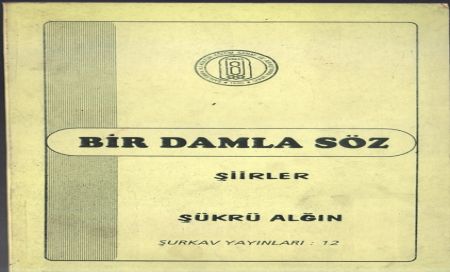 BİR DAMLA SÖZ
ŞİİRLER
ŞÜKRÜ ALĞIN
ŞURKAV YAYINLARI : 12